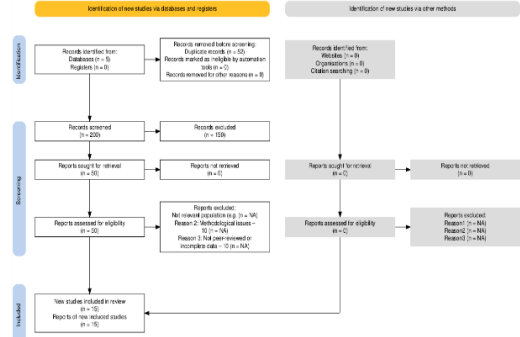 Identification of new studies via databases and registers
Identification of new studies via other methods
Identification
Records identified from:
Databases (n = 5)
Registers (n = 0)
Records removed before screening:
Duplicate records (n = 52)
Records marked as ineligible by automation
tools (n = 0)
Records removed for other reasons (n = 8)
Records identified from:
Websites (n = 0)
Organisations (n = 0)
Citation searching (n = 0)
Screening
Records screened
(n = 200)
Records excluded
(n = 150)
Reports sought for retrieval
(n = 50)
Reports not retrieved
(n = 0)
Reports sought for retrieval
(n = 0)
Reports not retrieved
(n = 0)
Reports assessed for eligibility
(n = 30)
Reports excluded:
Not relevant population (e.g. (n = NA)
Reason 2: Methodological issues –
10 (n = NA)
Reason 3: Not peer-reviewed or
incomplete data – 10 (n = NA)
Reports assessed for eligibility
(n = 0)
Reports excluded:
Reason1 (n = NA)
Reason2 (n = NA)
Reason3 (n = NA)
Included
New studies included in review
(n = 15)
Reports of new included studies
(n = 15)